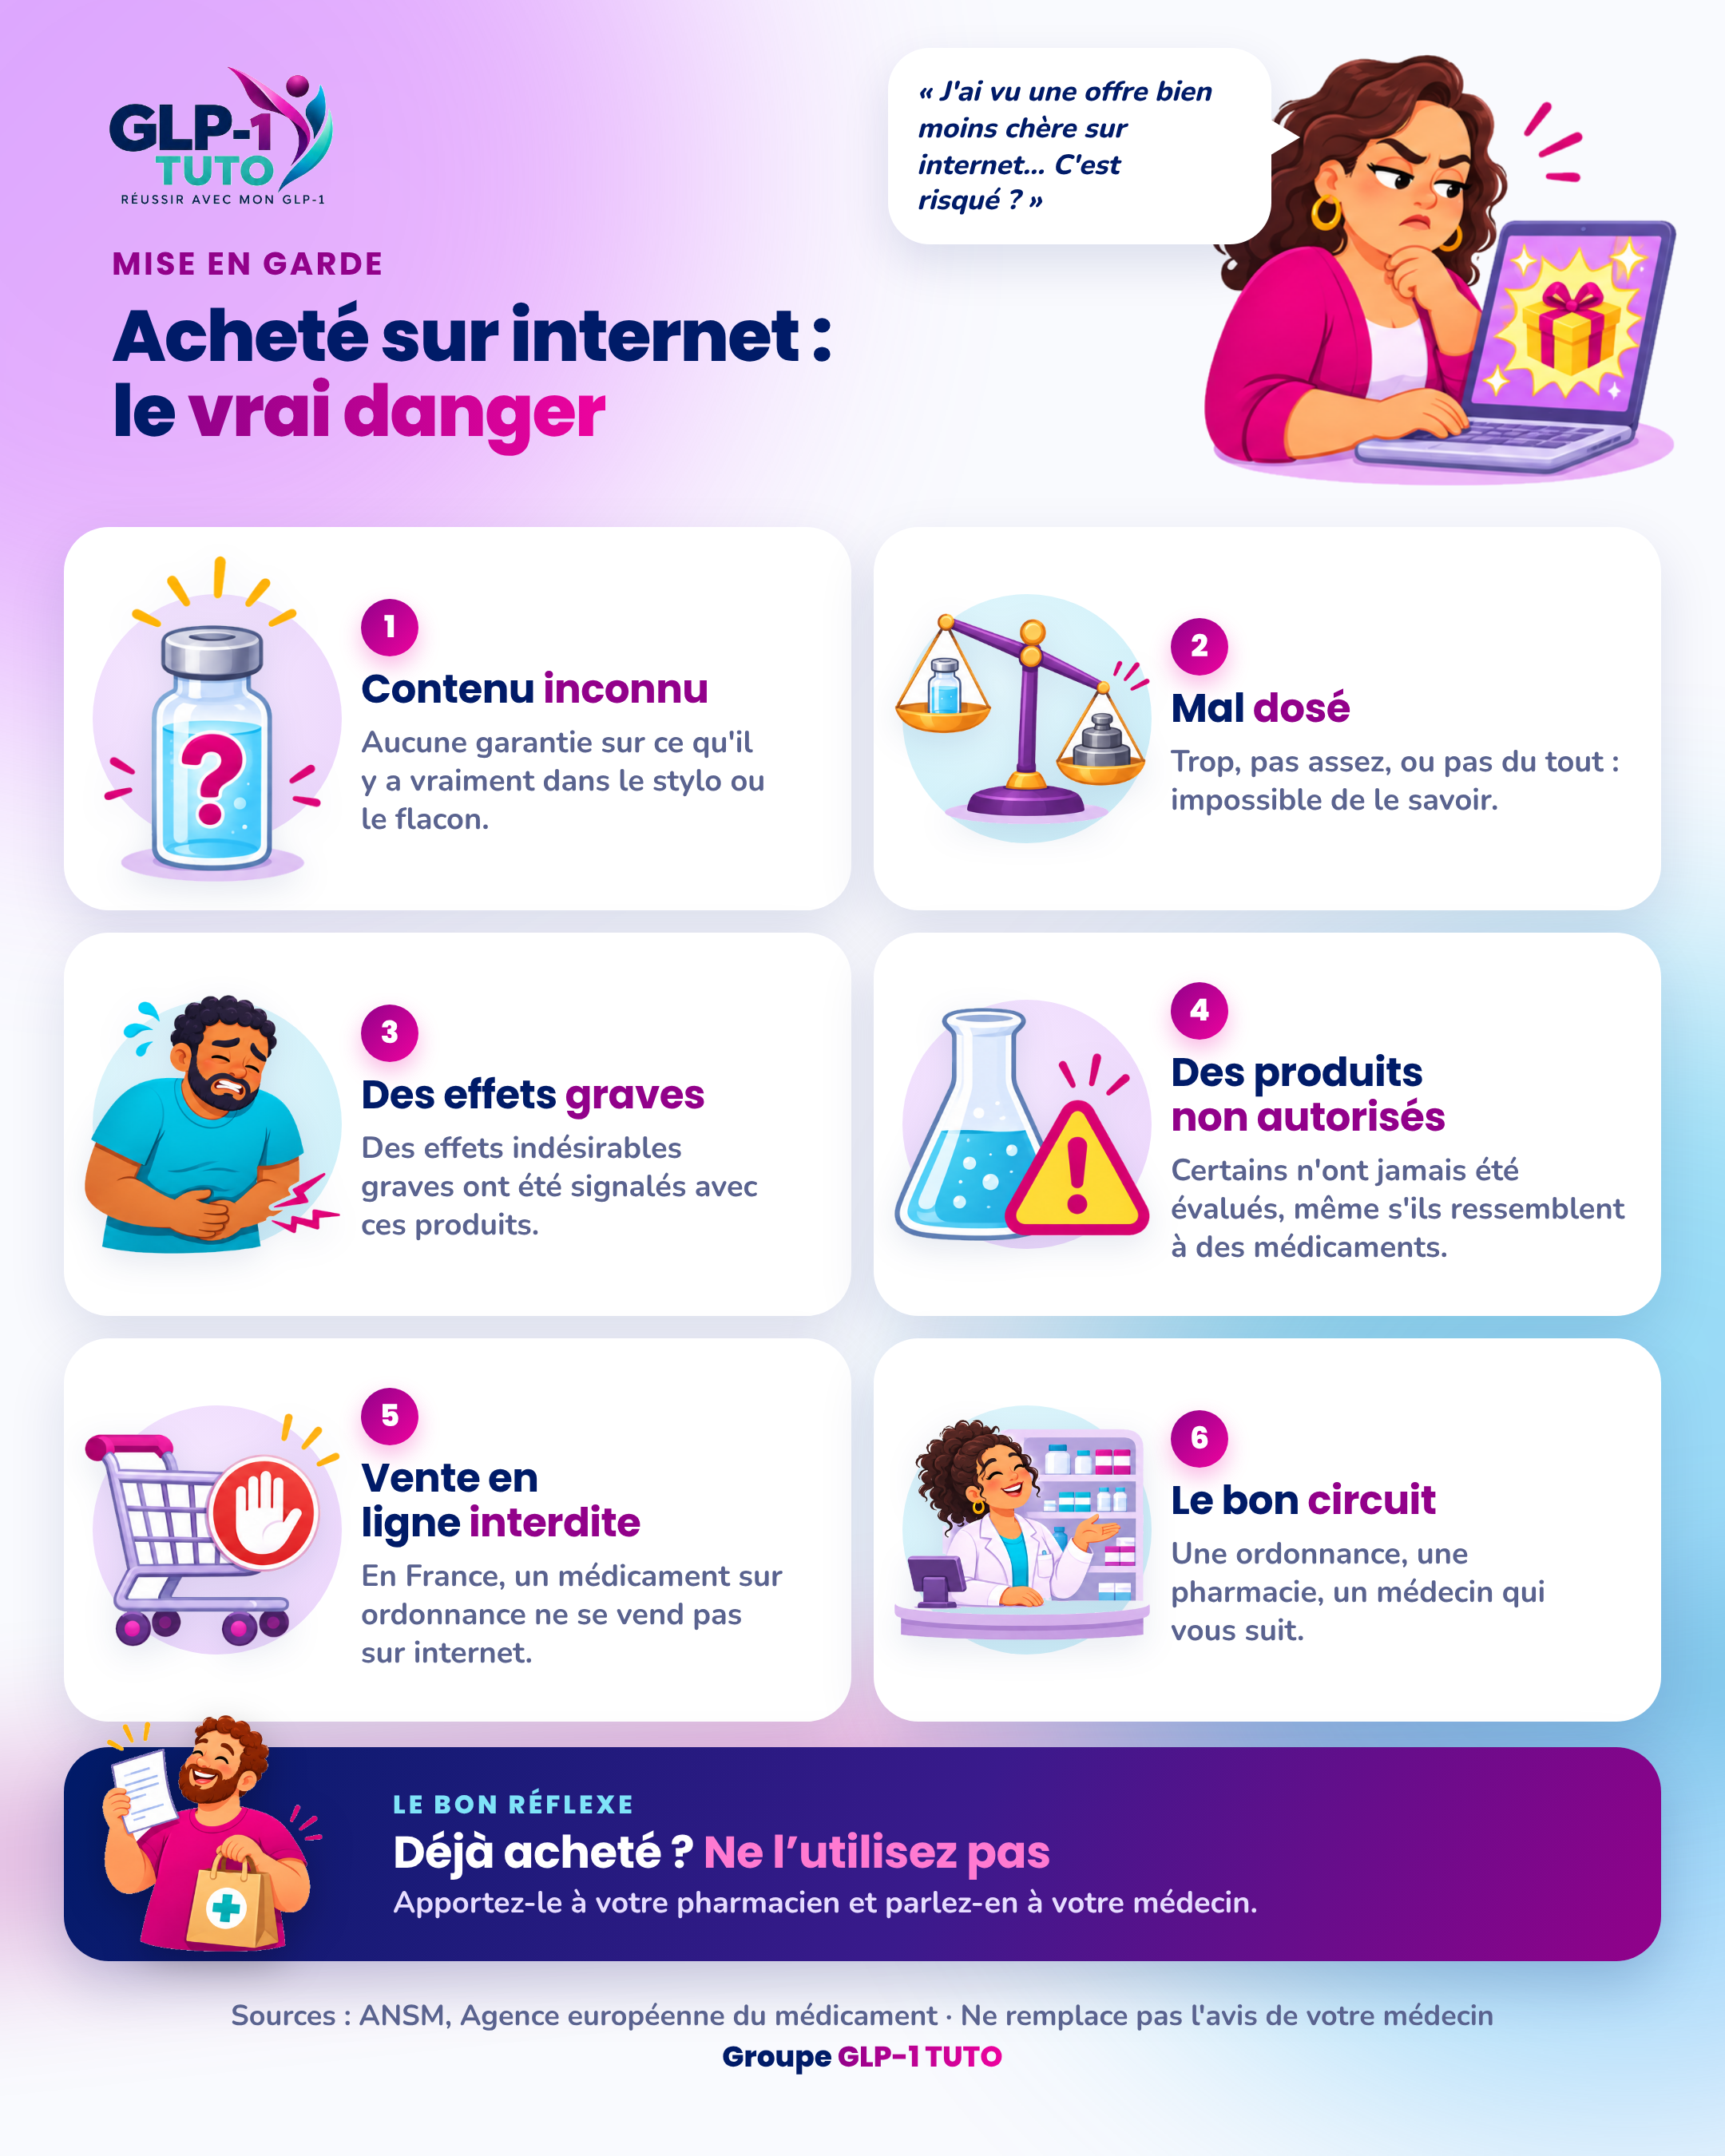 GLP-1
TUTO
RÉUSSIR AVEC MON GLP-1
« J'ai vu une offre bien
moins chère sur
internet... C'est
risqué ? »
MISE EN GARDE
Acheté sur internet :
le vrai danger
1
Contenu inconnu
Aucune garantie sur ce qu'il
y a vraiment dans le stylo ou
le flacon.
2
Mal dosé
Trop, pas assez, ou pas du tout :
impossible de le savoir.
3
Des effets graves
Des effets indésirables
graves ont été signalés avec
ces produits.
4
Des produits
non autorisés
Certains n'ont jamais été
évalués, même s'ils ressemblent
à des médicaments.
5
Vente en
ligne interdite
En France, un médicament sur
ordonnance ne se vend pas
sur internet.
6
Le bon circuit
Une ordonnance, une
pharmacie, un médecin qui
vous suit.
LE BON RÉFLEXE
Déjà acheté ? Ne l’utilisez pas
Apportez-le à votre pharmacien et parlez-en à votre médecin.
Sources : ANSM, Agence européenne du médicament · Ne remplace pas l'avis de votre médecin
Groupe GLP-1 TUTO